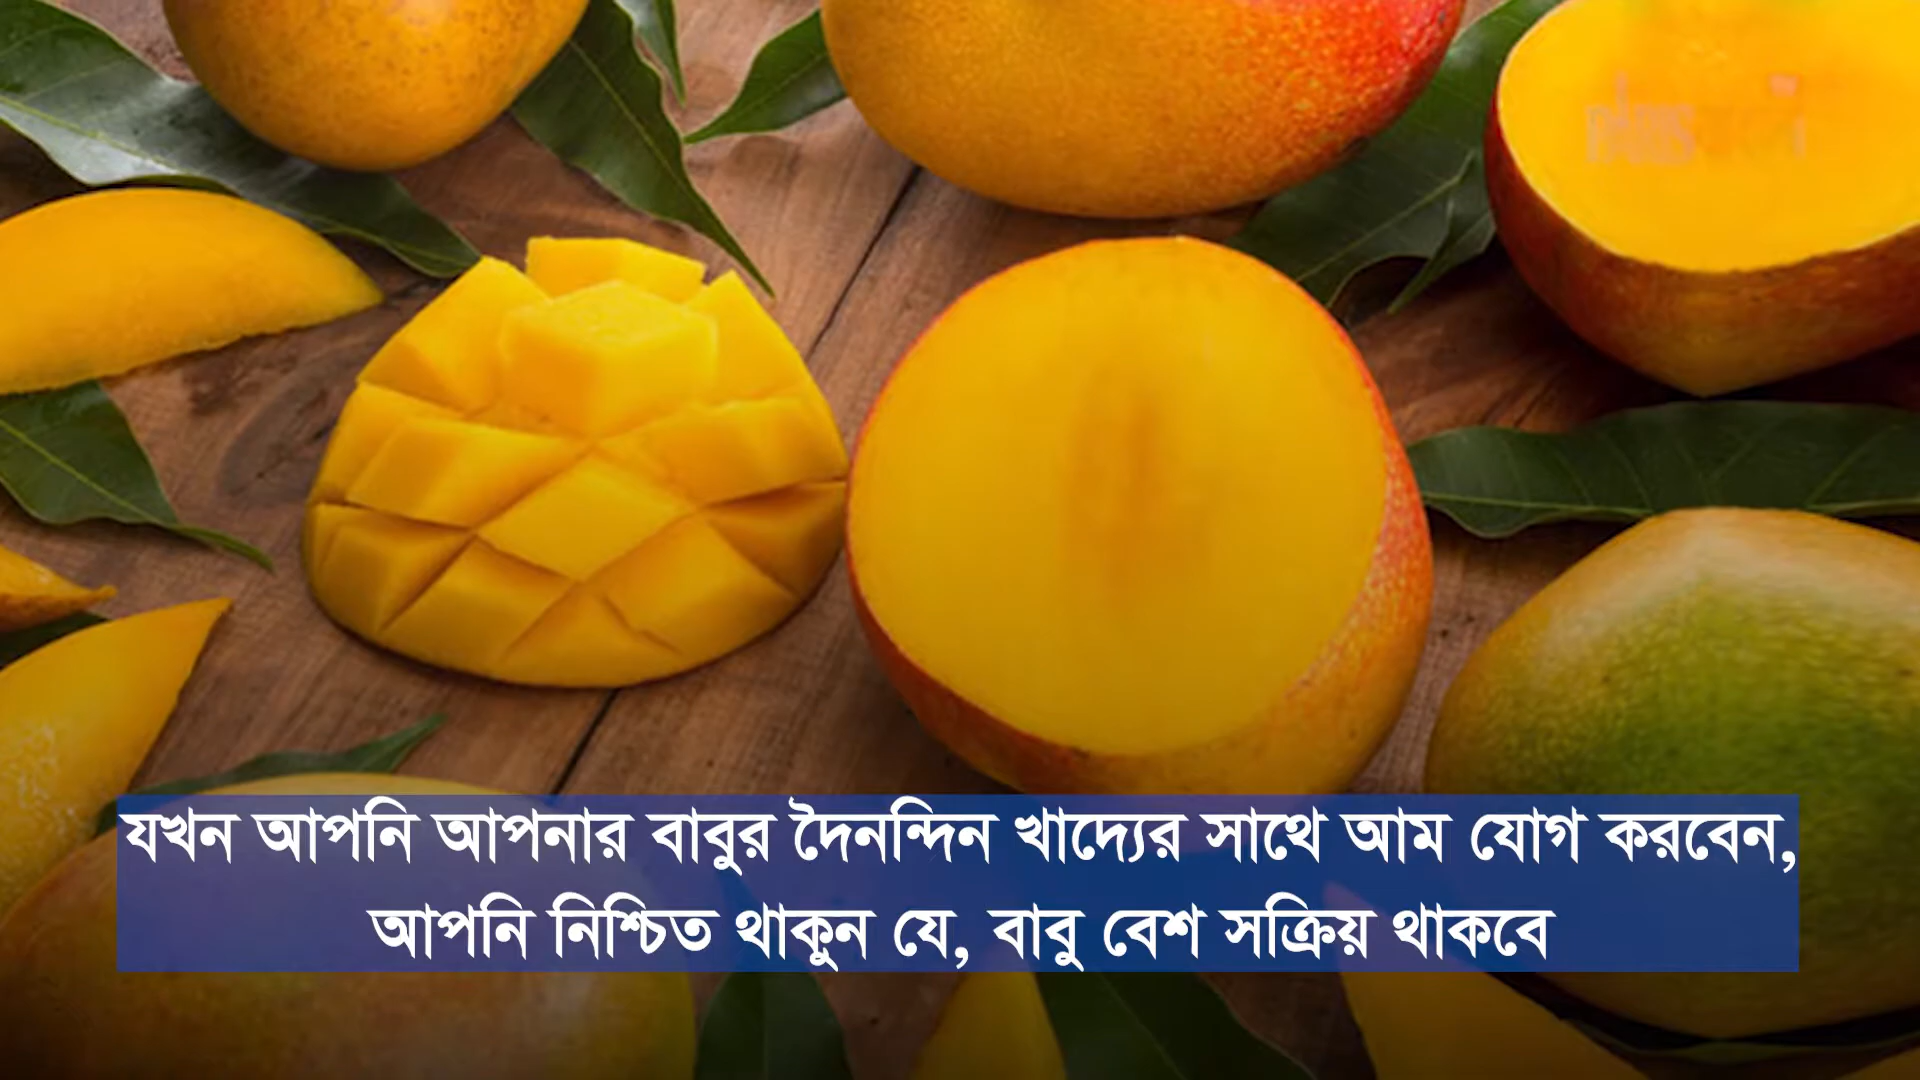 যখন আপনি আপনার বাবুর দৈনন্দিন খাদ্যের সাথে আম যোগ করবেন,
আপনি নিশ্চিত থাকুন যে, বাবু বেশ সক্রিয় থাকবে